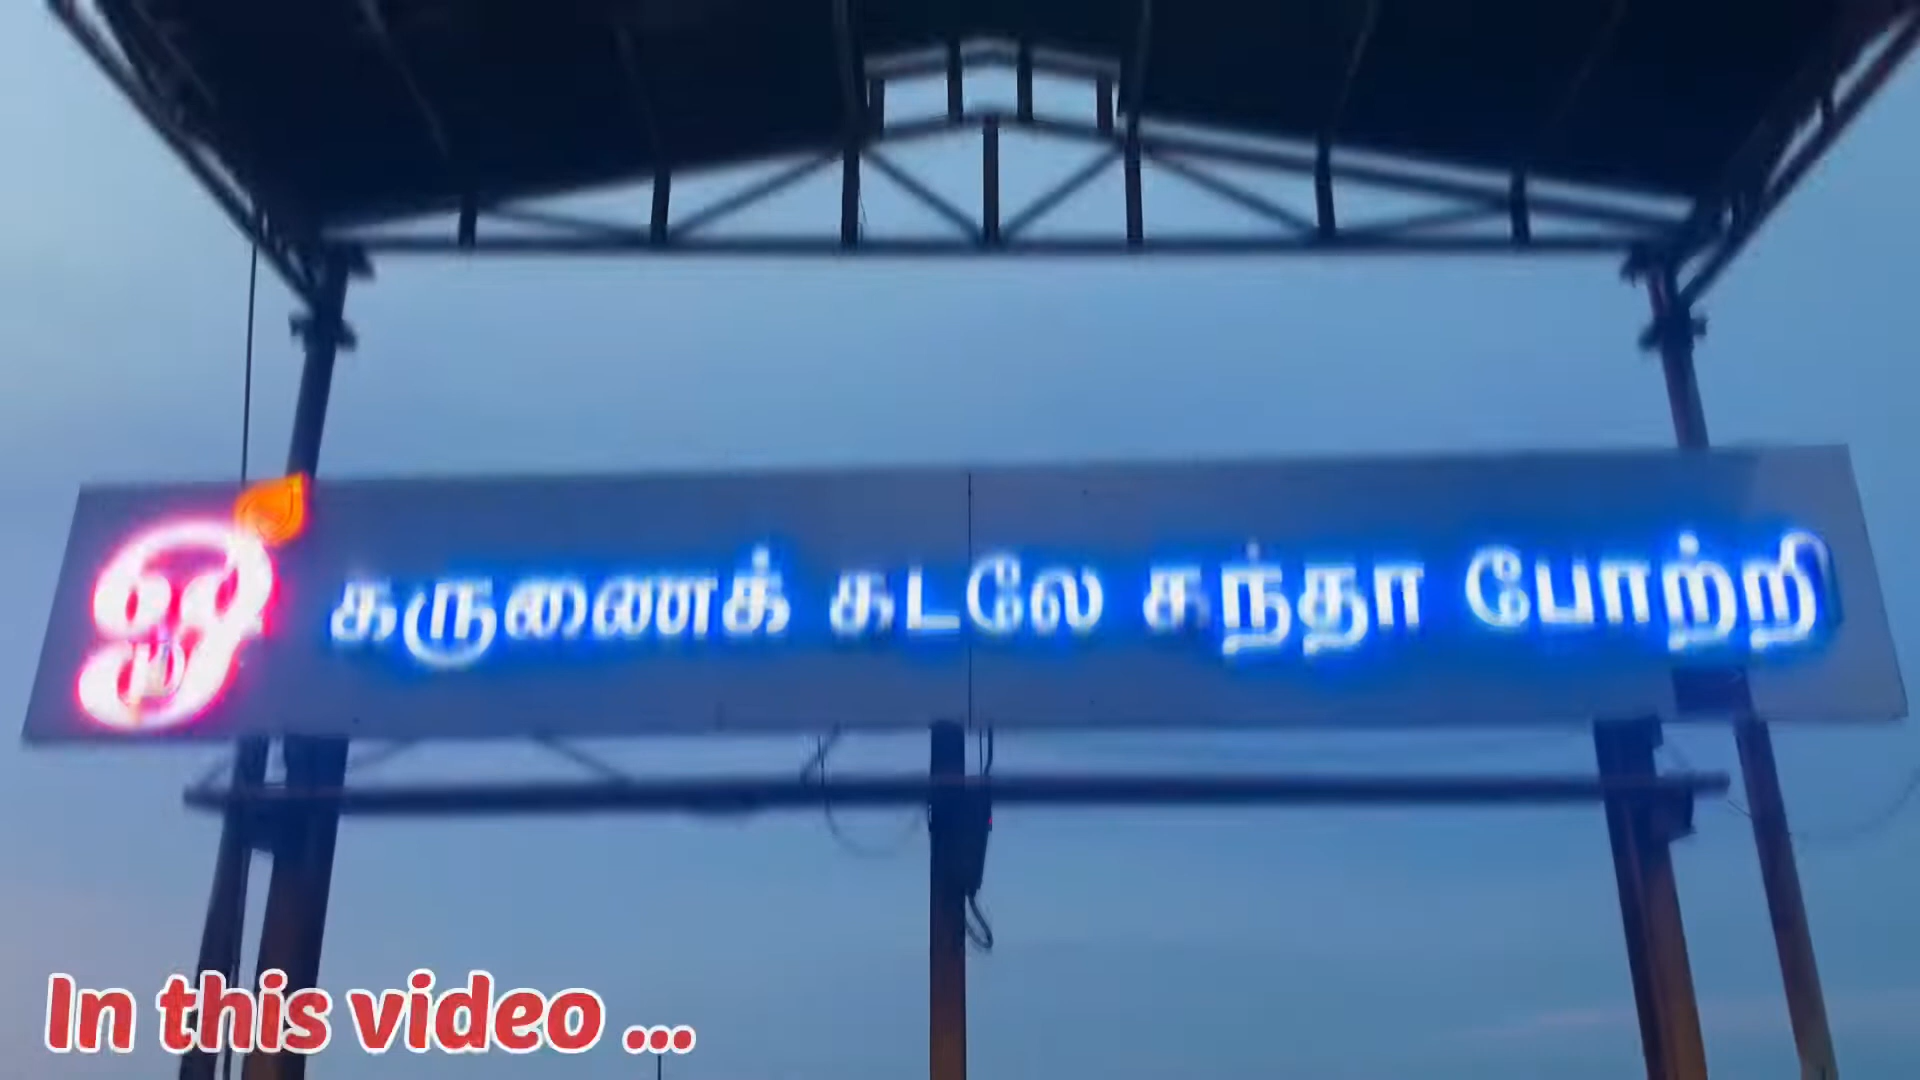 ஓம் கருணைக் கடலே கந்தா போற்றி
In this video ...